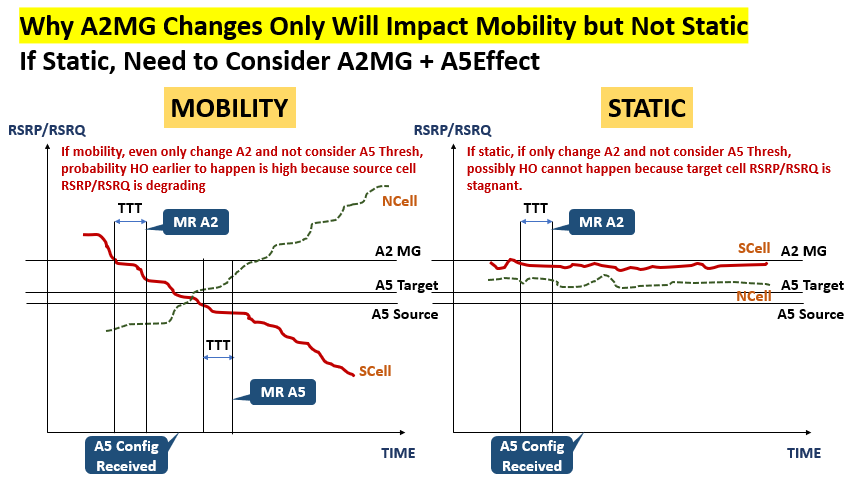 Why A2MG Changes Only Will Impact Mobility but Not Static
If Static, Need to Consider A2MG + A5Effect
MOBILITY
RSRP/RSRQ
If mobility, even only change A2 and not consider A5 Thresh,
probability HO earlier to happen is high because source cell
RSRP/RSRQ is degrading
NCell
TTT
MR A2
A2 MG
A5 Target
A5 Source
TTT
SCell
MR A5
A5 Config
Received
TIME
STATIC
RSRP/RSRQ
If static, if only change A2 and not consider A5 Thresh,
possibly HO cannot happen because target cell RSRP/RSRQ is
stagnant.
TTT
MR A2
SCell
A2 MG
A5 Target
NCell
A5 Source
A5 Config
Received
TIME